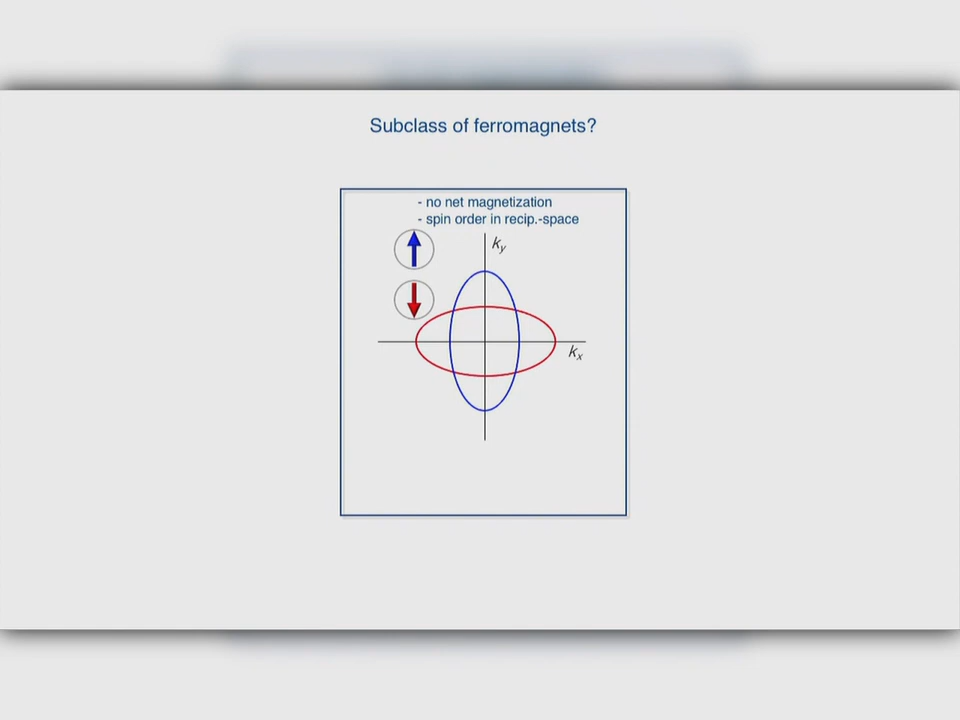 Subclass of ferromagnets?
- no net magnetization
- spin order in recip.-space
ky
kx